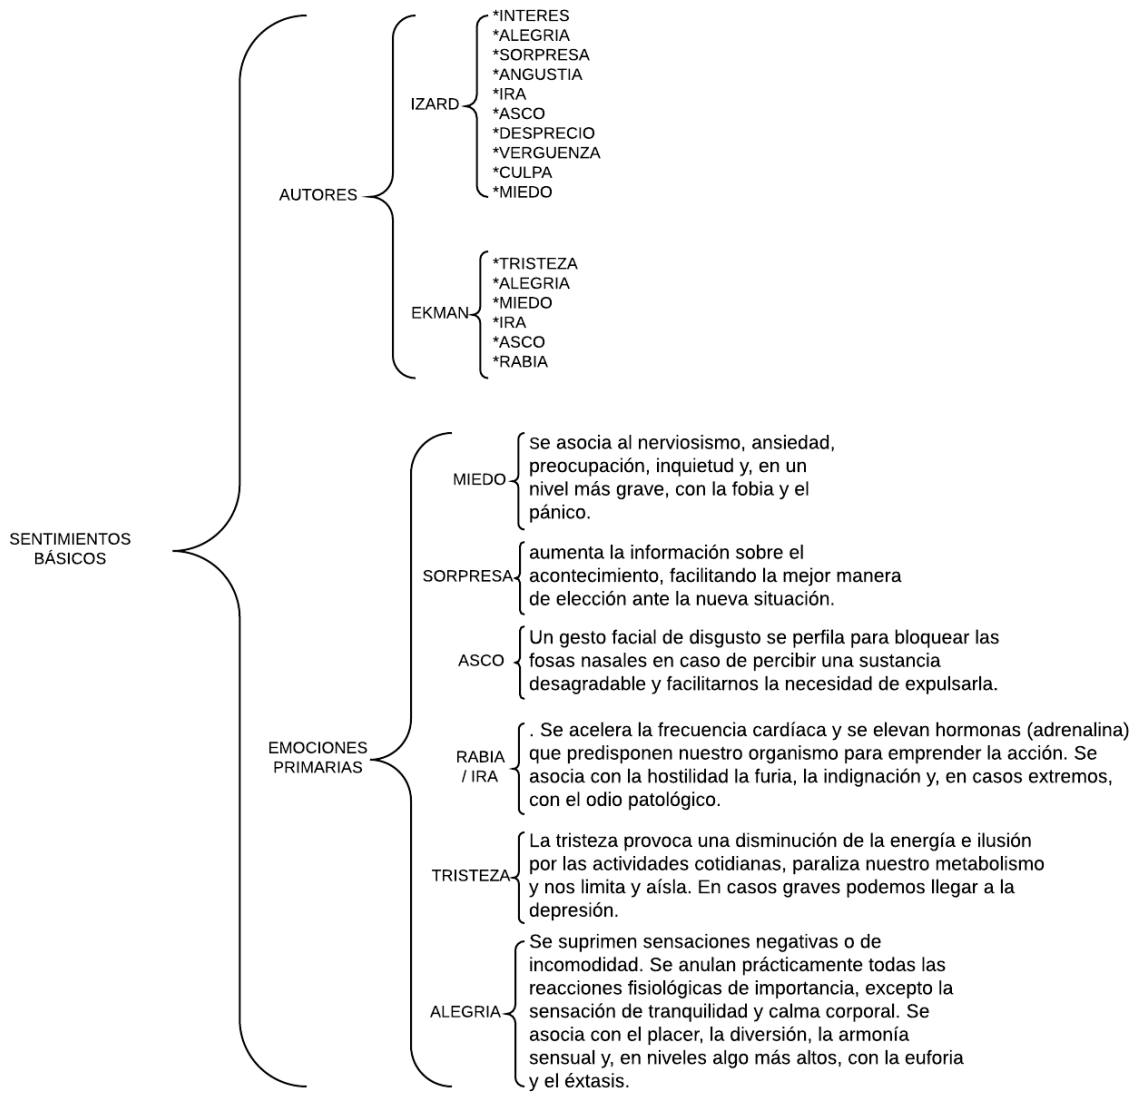 SENTIMIENTOS
BÁSICOS
AUTORES
IZARD
*INTERES
*ALEGRIA
*SORPRESA
*ANGUSTIA
*IRA
*ASCO
*DESPRECIO
*VERGUENZA
*CULPA
*MIEDO
EKMAN
*TRISTEZA
*ALEGRIA
*MIEDO
*IRA
*ASCO
*RABIA
EMOCIONES
PRIMARIAS
MIEDO
Se asocia al nerviosismo, ansiedad,
preocupación, inquietud y, en un
nivel más grave, con la fobia y el
pánico.
SORPRESA
aumenta la información sobre el
acontecimiento, facilitando la mejor manera
de elección ante la nueva situación.
ASCO
Un gesto facial de disgusto se perfila para bloquear las
fosas nasales en caso de percibir una sustancia
desagradable y facilitarnos la necesidad de expulsarla.
RABIA
/ IRA
. Se acelera la frecuencia cardíaca y se elevan hormonas (adrenalina)
que predisponen nuestro organismo para emprender la acción. Se
asocia con la hostilidad la furia, la indignación y, en casos extremos,
con el odio patológico.
TRISTEZA
La tristeza provoca una disminución de la energía e ilusión
por las actividades cotidianas, paraliza nuestro metabolismo
y nos limita y aísla. En casos graves podemos llegar a la
depresión.
ALEGRIA
Se suprimen sensaciones negativas o de
incomodidad. Se anulan prácticamente todas las
reacciones fisiológicas de importancia, excepto la
sensación de tranquilidad y calma corporal. Se
asocia con el placer, la diversión, la armonía
sensual y, en niveles algo más altos, con la euforia
y el éxtasis.